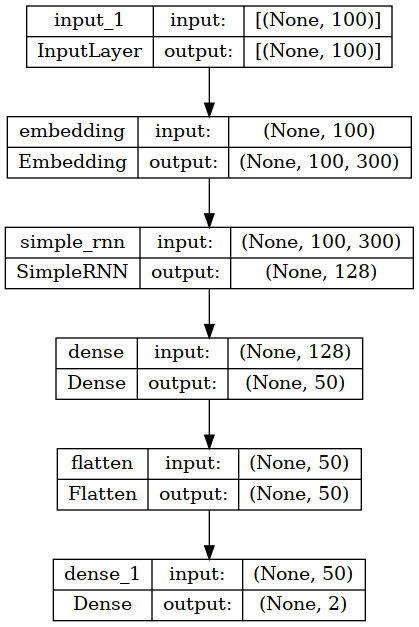 input_1 input: [(None, 100)]
InputLayer output: [(None, 100)]
embedding input: (None, 100)
Embedding output: (None, 100, 300)
simple_rnn input: (None, 100, 300)
SimpleRNN output: (None, 128)
dense input: (None, 128)
Dense output: (None, 50)
flatten input: (None, 50)
Flatten output: (None, 50)
dense_1 input: (None, 50)
Dense output: (None, 2)